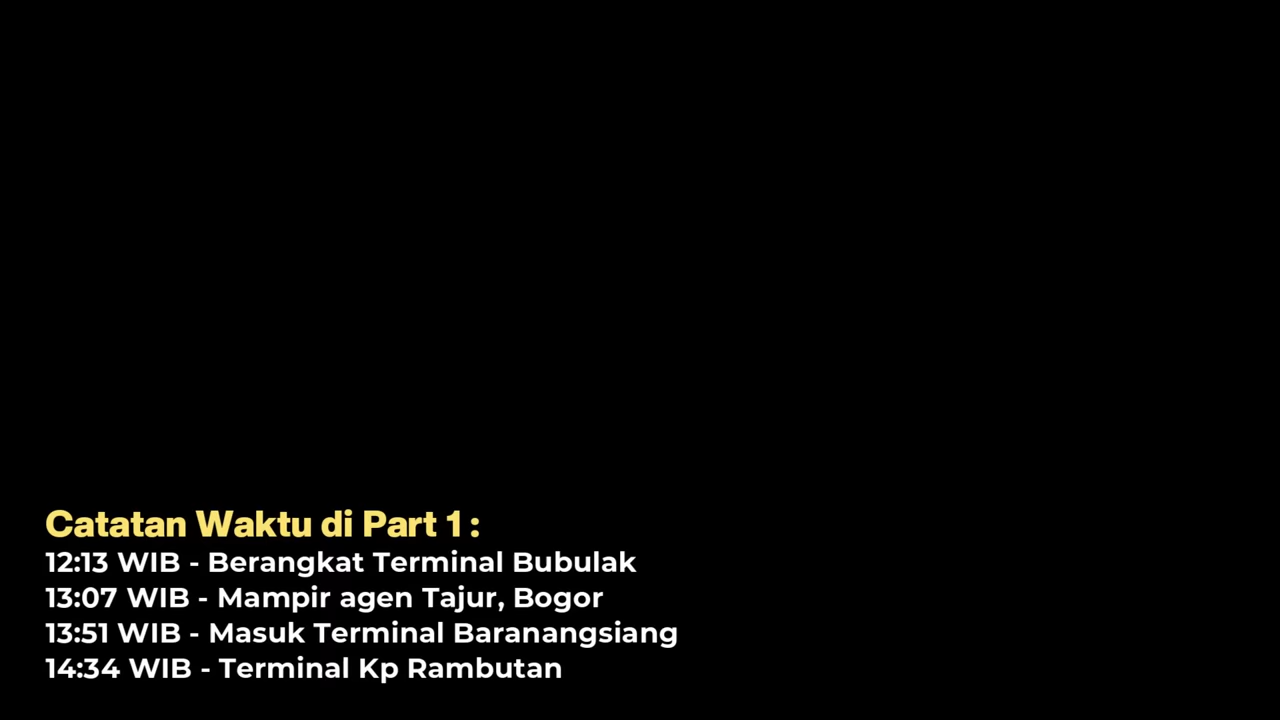 Catatan Waktu di Part 1 :
12:13 WIB - Berangkat Terminal Bubulak
13:07 WIB - Mampir agen Tajur, Bogor
13:51 WIB - Masuk Terminal Baranangsiang
14:34 WIB - Terminal Kp Rambutan